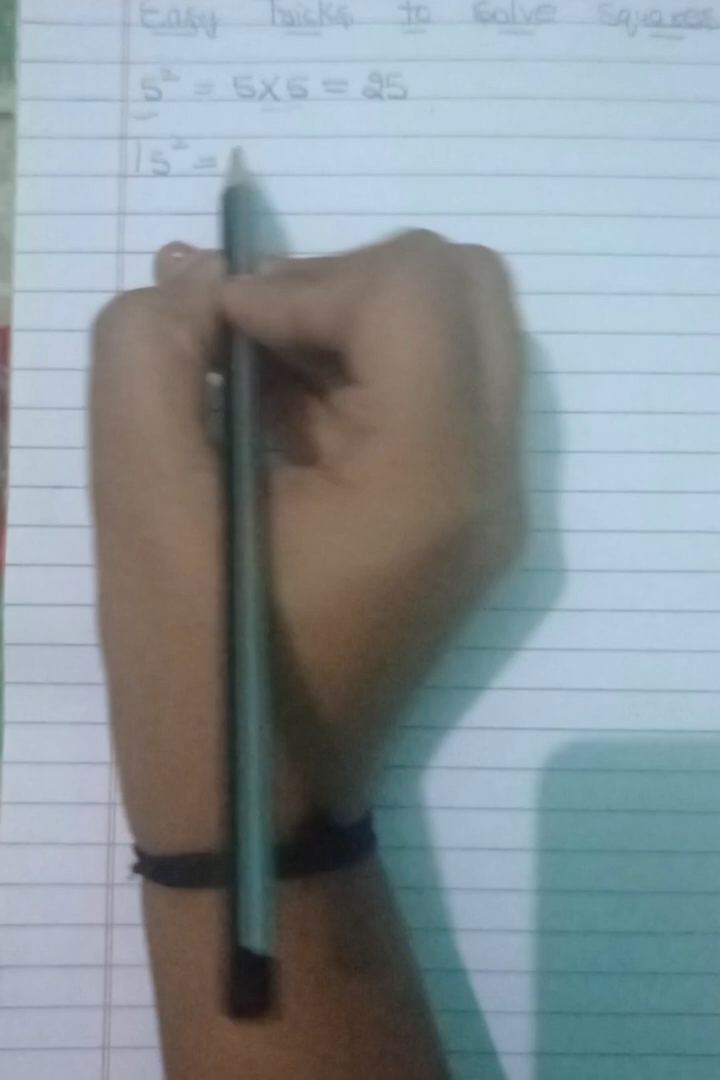 Easy Tricks to Solve Squares
5² = 5×5 = 25
15² =